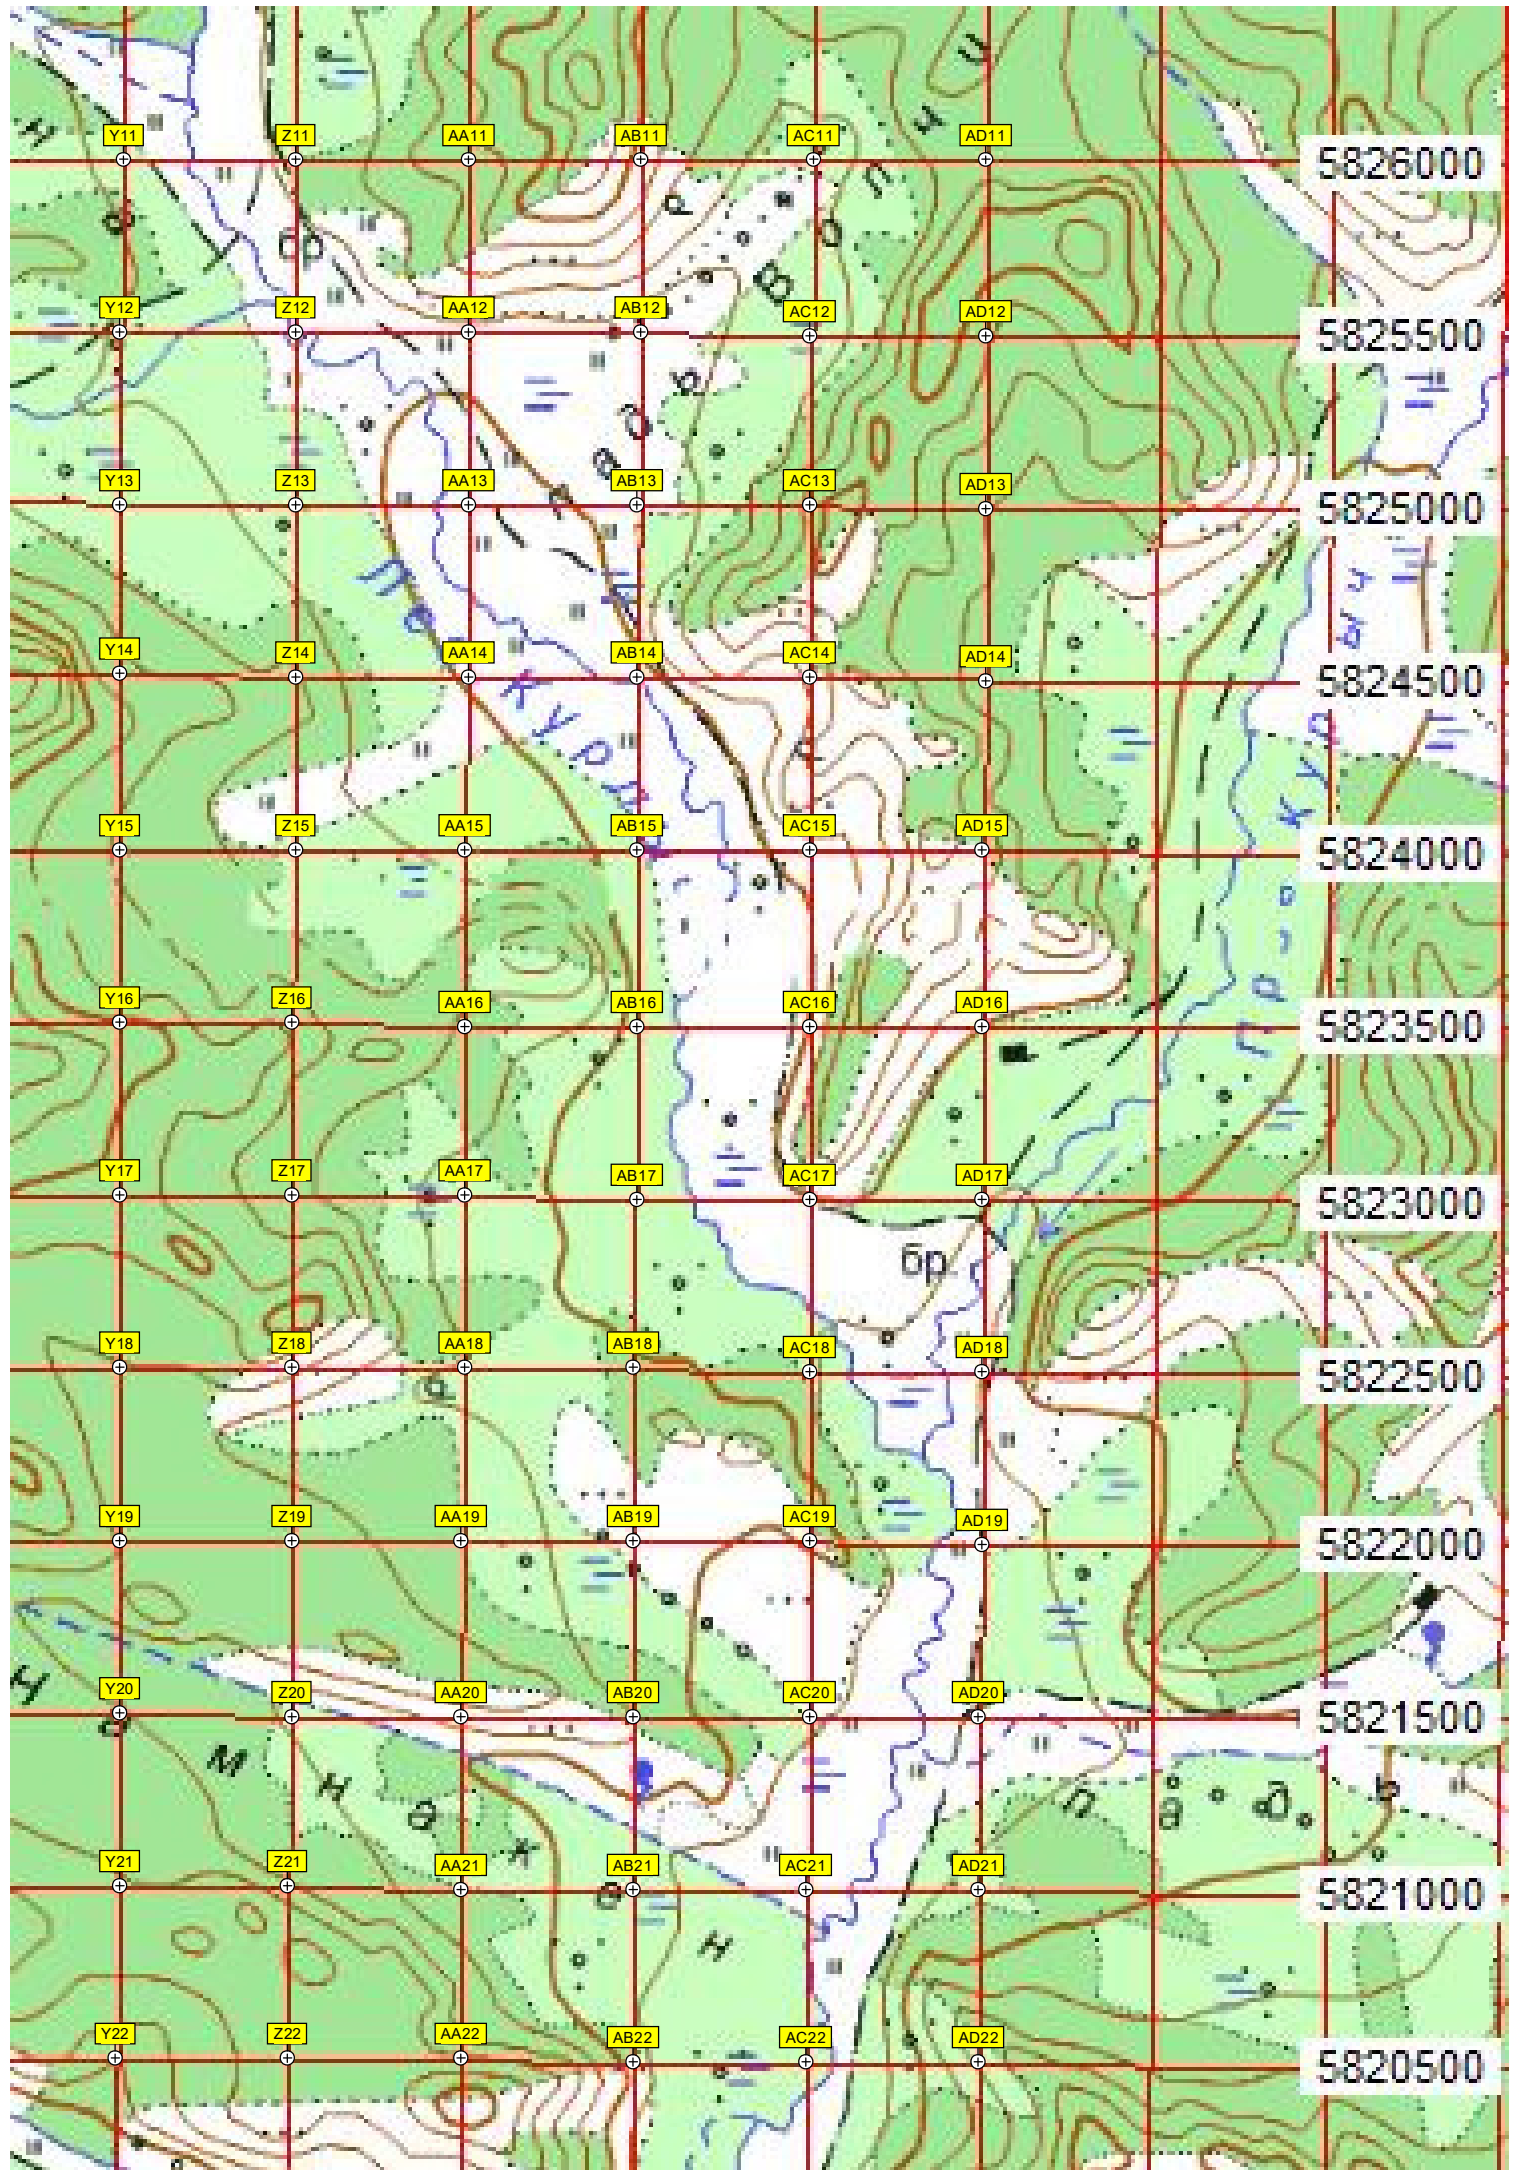 ср
Y11 Z11 AA11 AB11 AC11 AD11
5826000
бр
Y12 Z12 AA12 AB12 AC12 AD12
5825500
Y13 Z13 AA13 AB13 AC13 AD13
5825000
Y14 Z14 AA14 AB14 AC14 AD14
5824500
Y15 Z15 AA15 AB15 AC15 AD15
5824000
Y16 Z16 AA16 AB16 AC16 AD16
5823500
Y17 Z17 AA17 AB17 AC17 AD17
5823000
бр.
Y18 Z18 AA18 AB18 AC18 AD18
5822500
Y19 Z19 AA19 AB19 AC19 AD19
5822000
Y20 Z20 AA20 AB20 AC20 AD20
5821500
падь
Y21 Z21 AA21 AB21 AC21 AD21
5821000
Y22 Z22 AA22 AB22 AC22 AD22
5820500